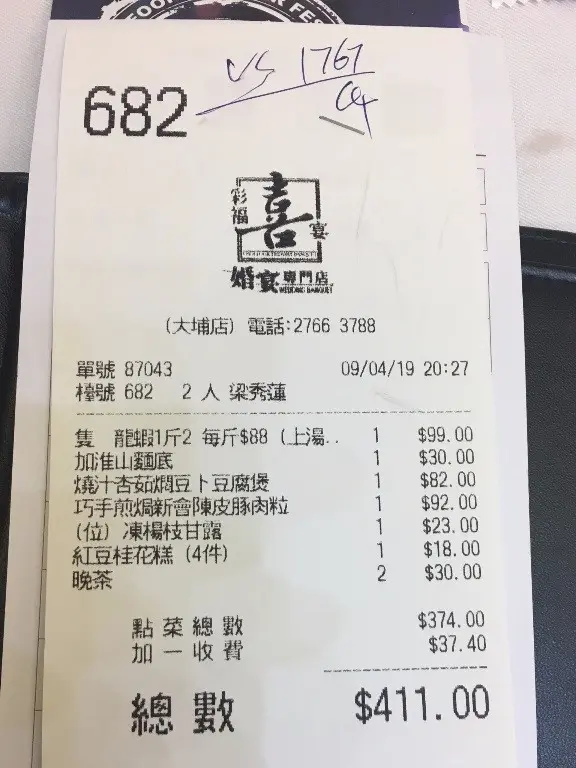 VS 1767
682
彩福
喜
宴
婚宴專門店
WEDDING BANQUET
(大埔店) 電話:2766 3788
單號 87043 09/04/19 20:27
檯號 682 2 人 梁秀蓮
隻 龍蝦1斤2 每斤$88 (上湯.. 1 $99.00
加淮山麵底 1 $30.00
燒汁杏茹燜豆卜豆腐煲 1 $82.00
巧手煎焗新會陳皮豚肉粒 1 $92.00
(位) 凍楊枝甘露 1 $23.00
紅豆桂花糕 (4件) 1 $18.00
晚茶 2 $30.00
點菜總數 $374.00
加一收費 $37.40
總數 $411.00